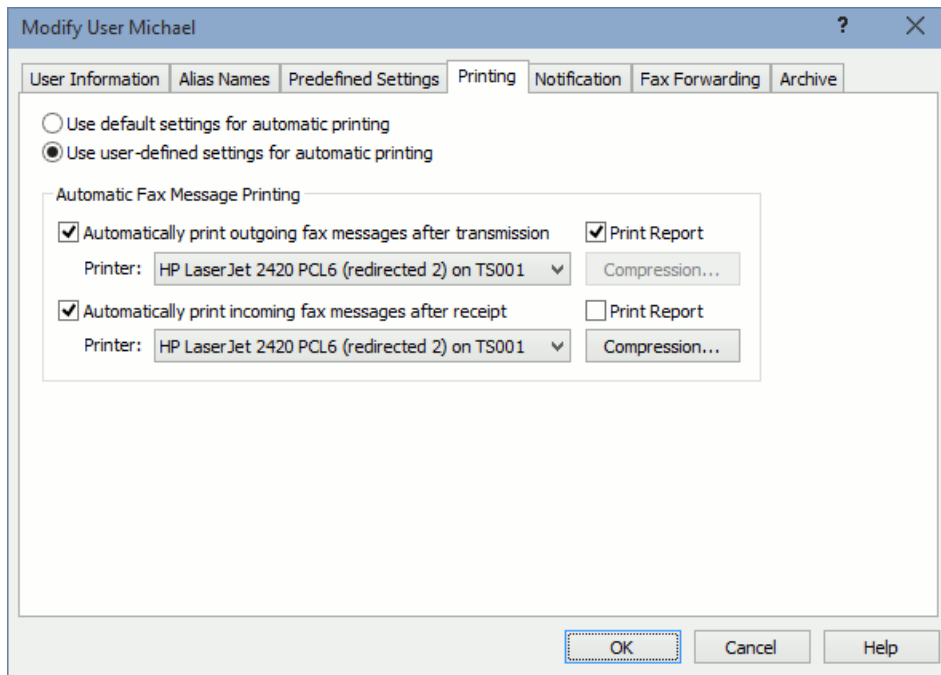 Modify User Michael ?
User Information Alias Names Predefined Settings Printing Notification Fax Forwarding Archive
Use default settings for automatic printing
Use user-defined settings for automatic printing
Automatic Fax Message Printing
Automatically print outgoing fax messages after transmission Print Report
Printer: HP LaserJet 2420 PCL6 (redirected 2) on TS001 Compression...
Automatically print incoming fax messages after receipt Print Report
Printer: HP LaserJet 2420 PCL6 (redirected 2) on TS001 Compression...
OK Cancel Help